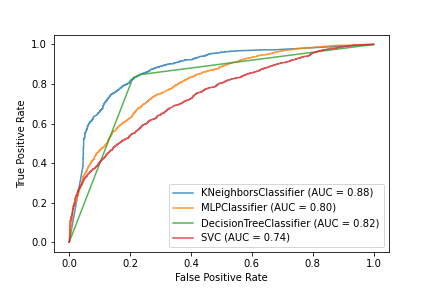 1.0
0.8
0.6
0.4
0.2
0.0
True Positive Rate
KNeighborsClassifier (AUC = 0.88)
MLPClassifier (AUC = 0.80)
DecisionTreeClassifier (AUC = 0.82)
SVC (AUC = 0.74)
0.0 0.2 0.4 0.6 0.8 1.0
False Positive Rate